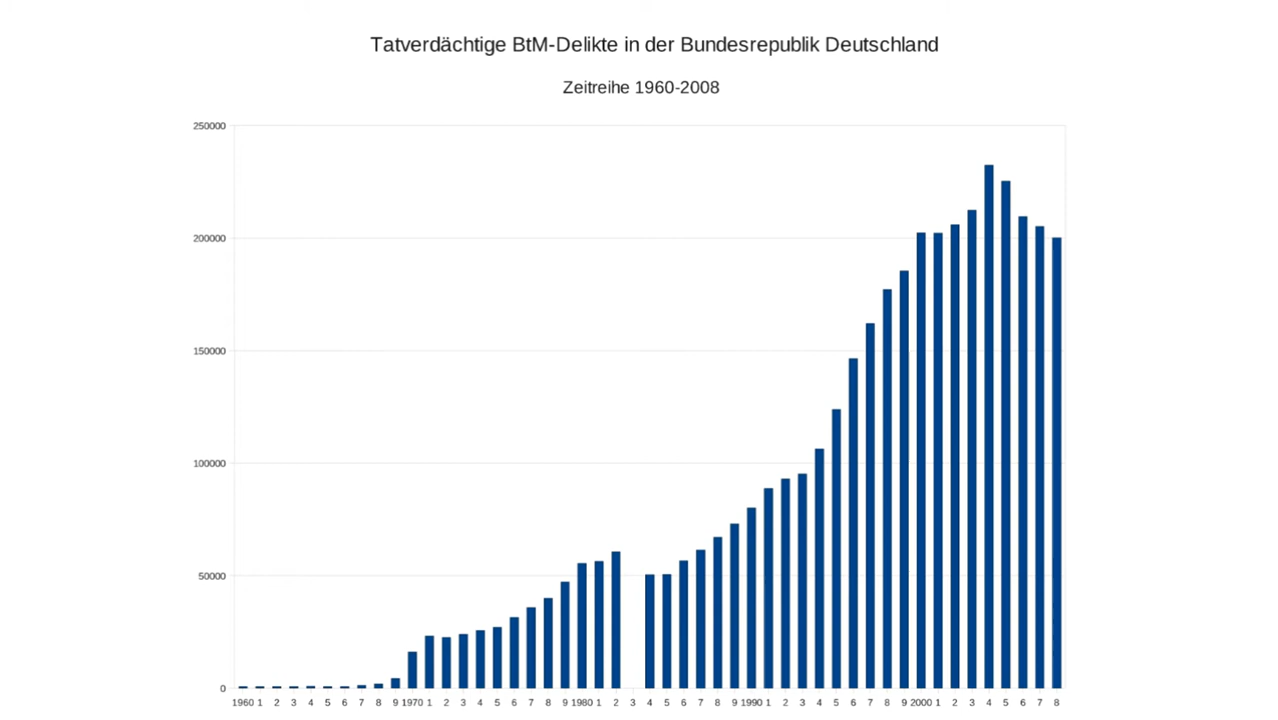 Tatverdächtige BtM-Delikte in der Bundesrepublik Deutschland
Zeitreihe 1960-2008
250000
200000
150000
100000
50000
0
1960 1 2 3 4 5 6 7 8 9 1970 1 2 3 4 5 6 7 8 9 1980 1 2 3 4 5 6 7 8 9 1990 1 2 3 4 5 6 7 8 9 2000 1 2 3 4 5 6 7 8